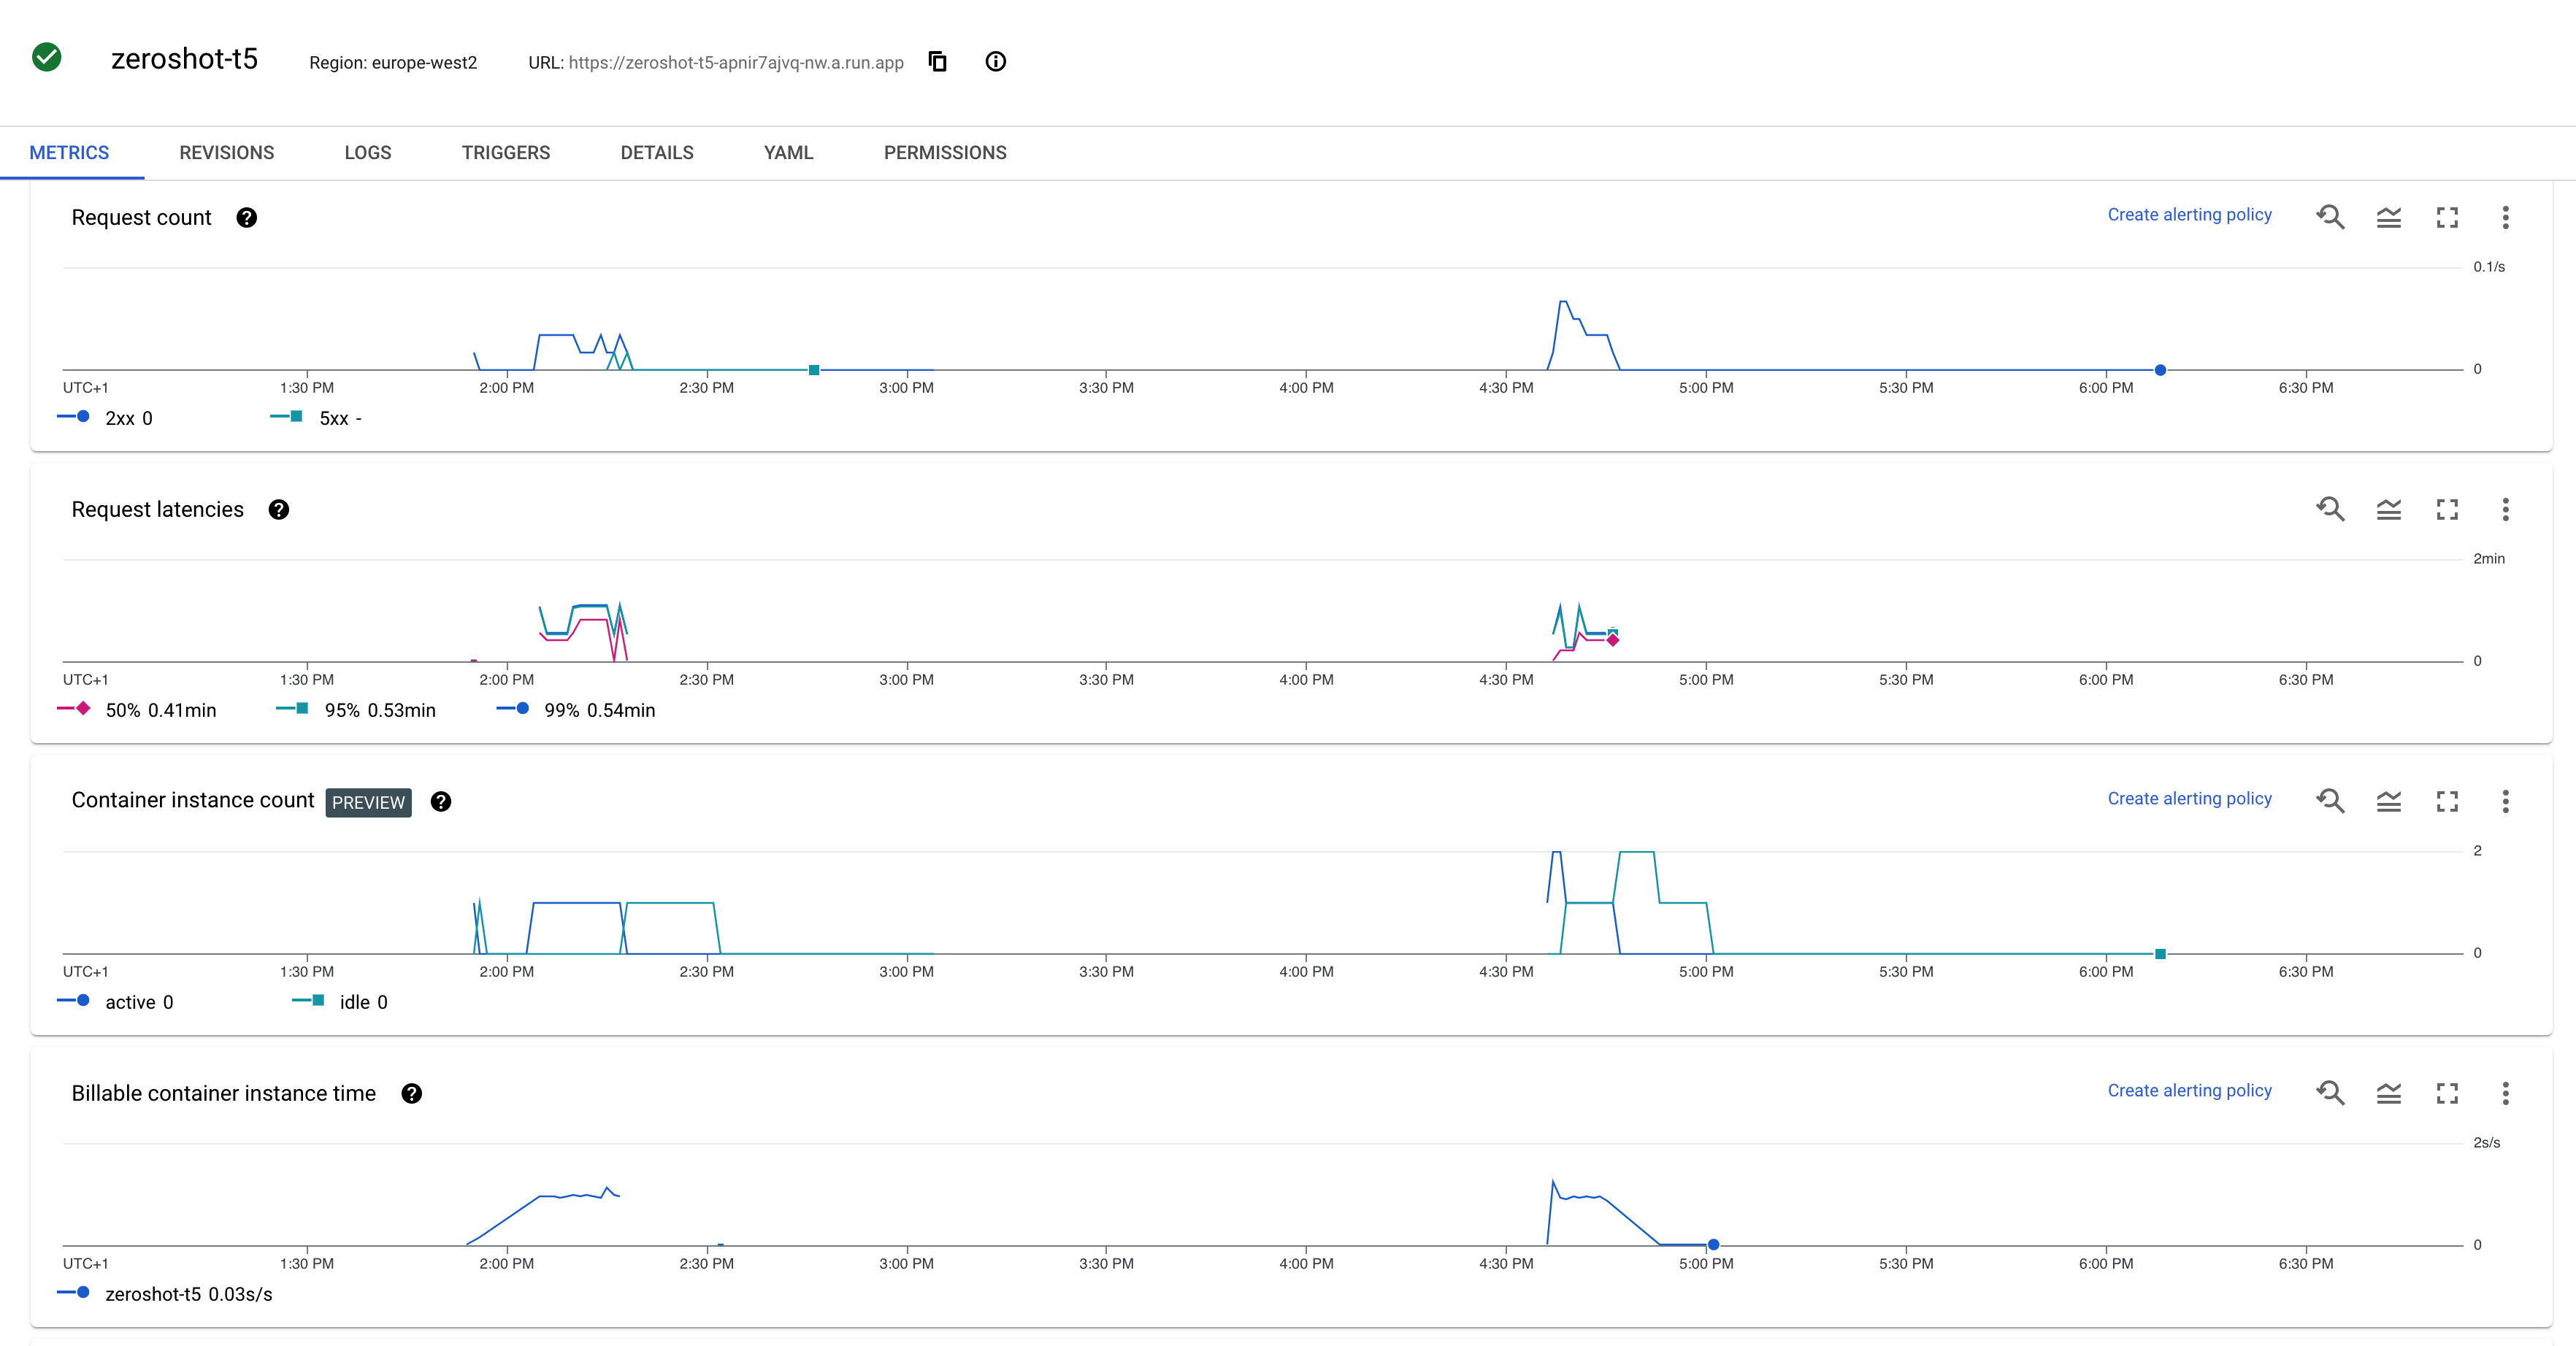 zeroshot-t5 Region: europe-west2 URL: https://zeroshot-t5-apnir7ajvq-nw.a.run.app
METRICS REVISIONS LOGS TRIGGERS DETAILS YAML PERMISSIONS
Request count Create alerting policy
0.1/s
0
UTC+1 1:30 PM 2:00 PM 2:30 PM 3:00 PM 3:30 PM 4:00 PM 4:30 PM 5:00 PM 5:30 PM 6:00 PM 6:30 PM
2xx 0 5xx -
Request latencies
2min
0
UTC+1 1:30 PM 2:00 PM 2:30 PM 3:00 PM 3:30 PM 4:00 PM 4:30 PM 5:00 PM 5:30 PM 6:00 PM 6:30 PM
50% 0.41min 95% 0.53min 99% 0.54min
Container instance count PREVIEW Create alerting policy
2
0
UTC+1 1:30 PM 2:00 PM 2:30 PM 3:00 PM 3:30 PM 4:00 PM 4:30 PM 5:00 PM 5:30 PM 6:00 PM 6:30 PM
active 0 idle 0
Billable container instance time Create alerting policy
2s/s
0
UTC+1 1:30 PM 2:00 PM 2:30 PM 3:00 PM 3:30 PM 4:00 PM 4:30 PM 5:00 PM 5:30 PM 6:00 PM 6:30 PM
zeroshot-t5 0.03s/s